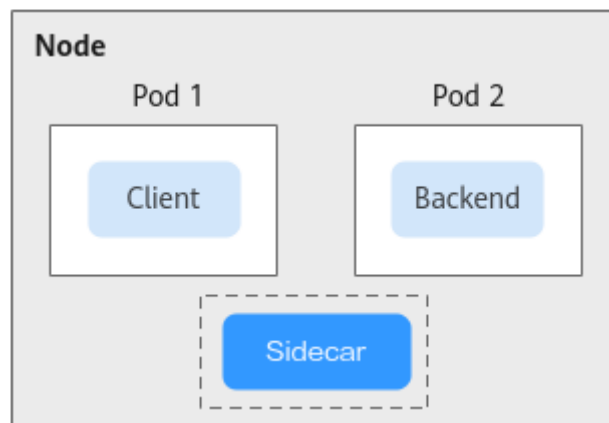 Node
Pod 1
Pod 2
Client
Backend
Sidecar